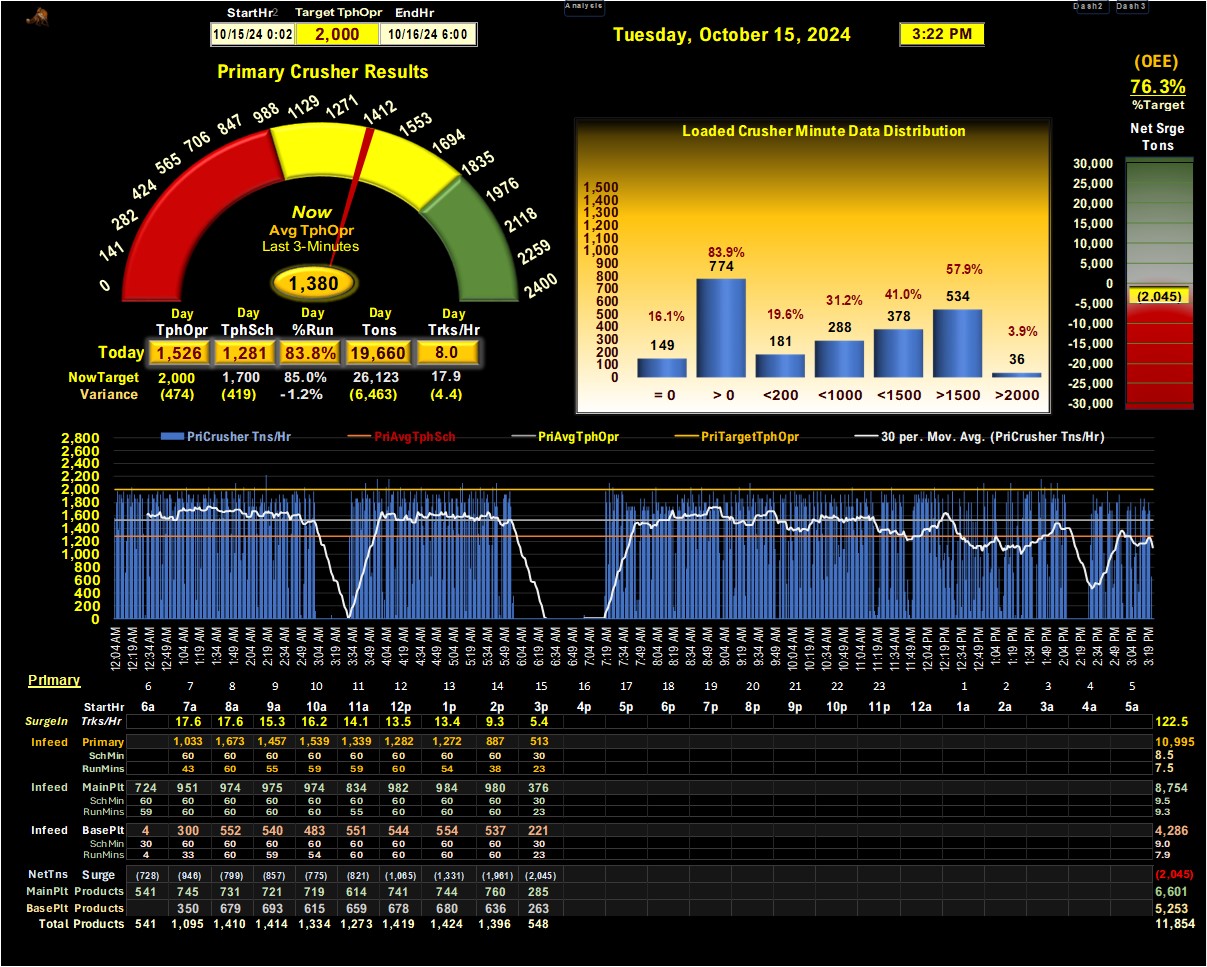 Analysis
Dash2 Dash3
StartHr2 Target TphOpr EndHr
10/15/24 0:02 2,000 10/16/24 6:00
Tuesday, October 15, 2024 3:22 PM
(OEE)
76.3%
%Target
Net Srge
Tons
30,000
25,000
20,000
15,000
10,000
5,000
0
(2,045)
-5,000
-10,000
-15,000
-20,000
-25,000
-30,000
Primary Crusher Results
0 141 282 424 565 706 847 988 1129 1271 1412 1553 1694 1835 1976 2118 2259 2400
Now
Avg TphOpr
Last 3-Minutes
1,380
Day Day Day Day Day
TphOpr TphSch %Run Tons Trks/Hr
Today 1,526 1,281 83.8% 19,660 8.0
NowTarget 2,000 1,700 85.0% 26,123 17.9
Variance (474) (419) -1.2% (6,463) (4.4)
Loaded Crusher Minute Data Distribution
1,500
1,400
1,300
1,200
1,100
1,000
900
800
700
600
500
400
300
200
100
0
16.1% 83.9% 19.6% 31.2% 41.0% 57.9% 3.9%
149 774 181 288 378 534 36
= 0 > 0 <200 <1000 <1500 >1500 >2000
PriCrusher Tns/Hr PriAvgTphSch PriAvgTphOpr PriTargetTphOpr 30 per. Mov. Avg. (PriCrusher Tns/Hr)
2,800
2,600
2,400
2,200
2,000
1,800
1,600
1,400
1,200
1,000
800
600
400
200
0
12:04 AM 12:19 AM 12:34 AM 12:49 AM 1:04 AM 1:19 AM 1:34 AM 1:49 AM 2:04 AM 2:19 AM 2:34 AM 2:49 AM 3:04 AM 3:19 AM 3:34 AM 3:49 AM 4:04 AM 4:19 AM 4:34 AM 4:49 AM 5:04 AM 5:19 AM 5:34 AM 5:49 AM 6:04 AM 6:19 AM 6:34 AM 6:49 AM 7:04 AM 7:19 AM 7:34 AM 7:49 AM 8:04 AM 8:19 AM 8:34 AM 8:49 AM 9:04 AM 9:19 AM 9:34 AM 9:49 AM 10:04 AM 10:19 AM 10:34 AM 10:49 AM 11:04 AM 11:19 AM 11:34 AM 11:49 AM 12:04 PM 12:19 PM 12:34 PM 12:49 PM 1:04 PM 1:19 PM 1:34 PM 1:49 PM 2:04 PM 2:19 PM 2:34 PM 2:49 PM 3:04 PM 3:19 PM
Primary
6 7 8 9 10 11 12 13 14 15 16 17 18 19 20 21 22 23 1 2 3 4 5
StartHr 6a 7a 8a 9a 10a 11a 12p 1p 2p 3p 4p 5p 6p 7p 8p 9p 10p 11p 12a 1a 2a 3a 4a 5a
SurgeIn Trks/Hr 17.6 17.6 15.3 16.2 14.1 13.5 13.4 9.3 5.4 122.5
Infeed Primary 1,033 1,673 1,457 1,539 1,339 1,282 1,272 887 513 10,995
SchMin 60 60 60 60 60 60 60 60 30 8.5
RunMins 43 60 55 59 59 60 54 38 23 7.5
Infeed MainPlt 724 951 974 975 974 834 982 984 980 376 8,754
SchMin 60 60 60 60 60 60 60 60 60 30 9.5
RunMins 59 60 60 60 60 55 60 60 60 23 9.3
Infeed BasePlt 4 300 552 540 483 551 544 554 537 221 4,286
SchMin 30 60 60 60 60 60 60 60 60 30 9.0
RunMins 4 33 60 59 54 60 60 60 60 23 7.9
NetTns Surge (728) (946) (799) (857) (775) (821) (1,065) (1,331) (1,961) (2,045) (2,045)
MainPlt Products 541 745 731 721 719 614 741 744 760 285 6,601
BasePlt Products 350 679 693 615 659 678 680 636 263 5,253
Total Products 541 1,095 1,410 1,414 1,334 1,273 1,419 1,424 1,396 548 11,854